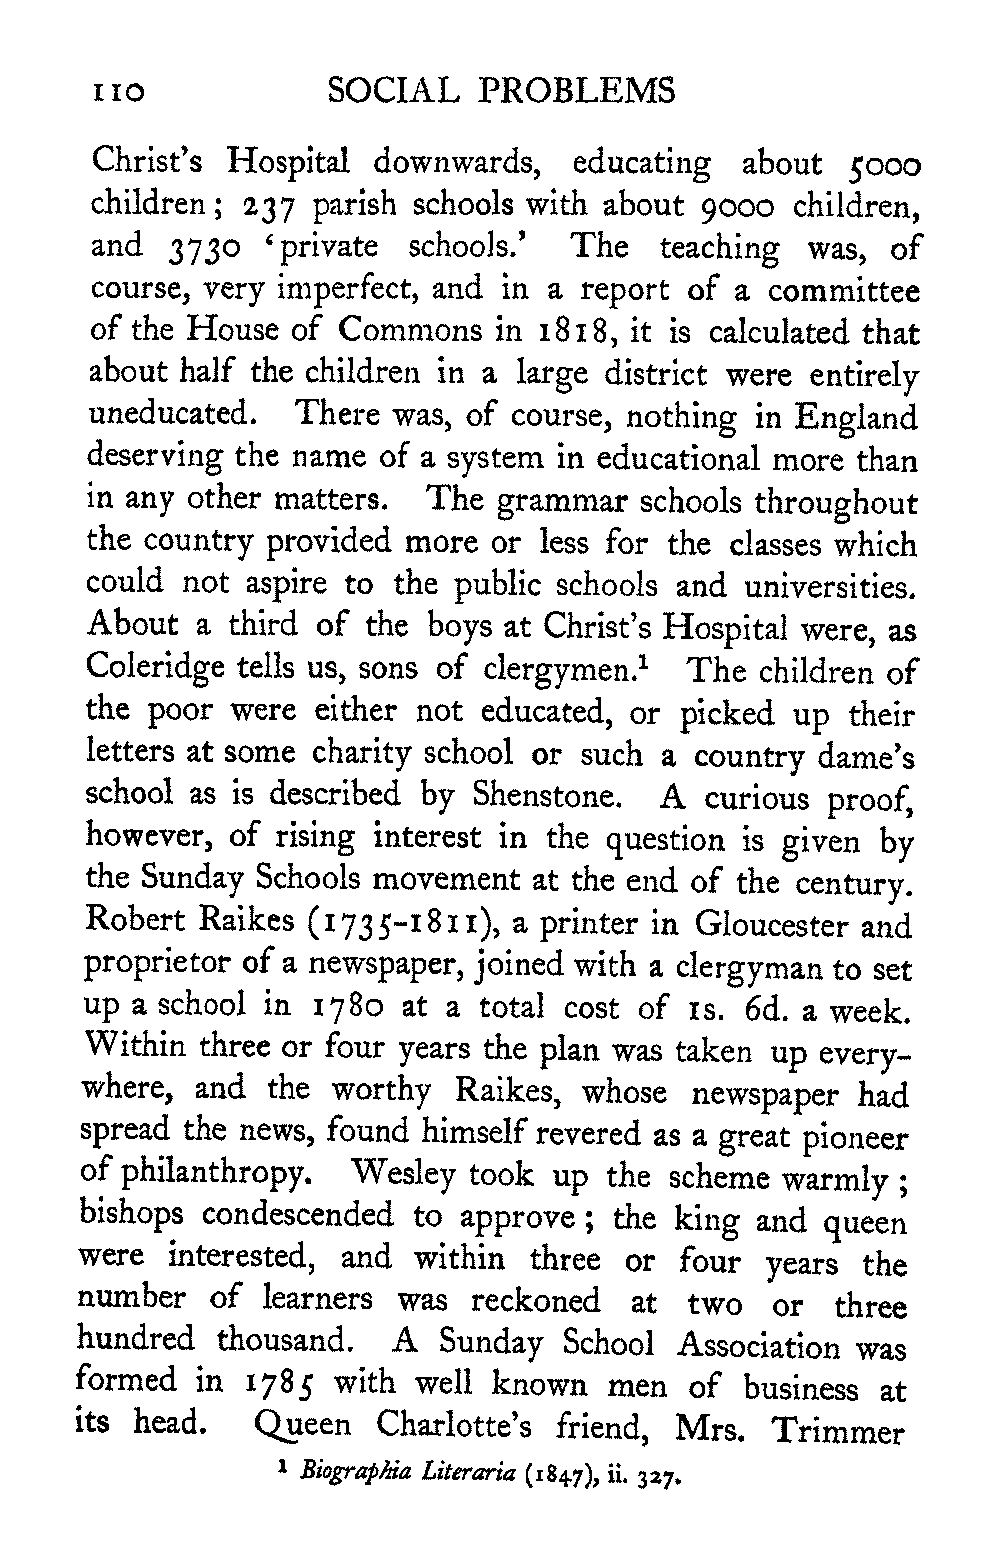 110 SOCIAL PROBLEMS
Christ's Hospital downwards, educating about 5000
children ; 237 parish schools with about 9000 children,
and 3730 ‘private schools.’ The teaching was, of
course, very imperfect, and in a report of a committee
of the House of Commons in 1818, it is calculated that
about half the children in a large district were entirely
uneducated. There was, of course, nothing in England
deserving the name of a system in educational more than
in any other matters. The grammar schools throughout
the country provided more or less for the classes which
could not aspire to the public schools and universities.
About a third of the boys at Christ's Hospital were, as
Coleridge tells us, sons of clergymen.¹ The children of
the poor were either not educated, or picked up their
letters at some charity school or such a country dame's
school as is described by Shenstone. A curious proof,
however, of rising interest in the question is given by
the Sunday Schools movement at the end of the century.
Robert Raikes (1735-1811), a printer in Gloucester and
proprietor of a newspaper, joined with a clergyman to set
up a school in 1780 at a total cost of 1s. 6d. a week.
Within three or four years the plan was taken up every-
where, and the worthy Raikes, whose newspaper had
spread the news, found himself revered as a great pioneer
of philanthropy. Wesley took up the scheme warmly ;
bishops condescended to approve ; the king and queen
were interested, and within three or four years the
number of learners was reckoned at two or three
hundred thousand. A Sunday School Association was
formed in 1785 with well known men of business at
its head. Queen Charlotte's friend, Mrs. Trimmer
¹ Biographia Literaria (1847), ii. 327.